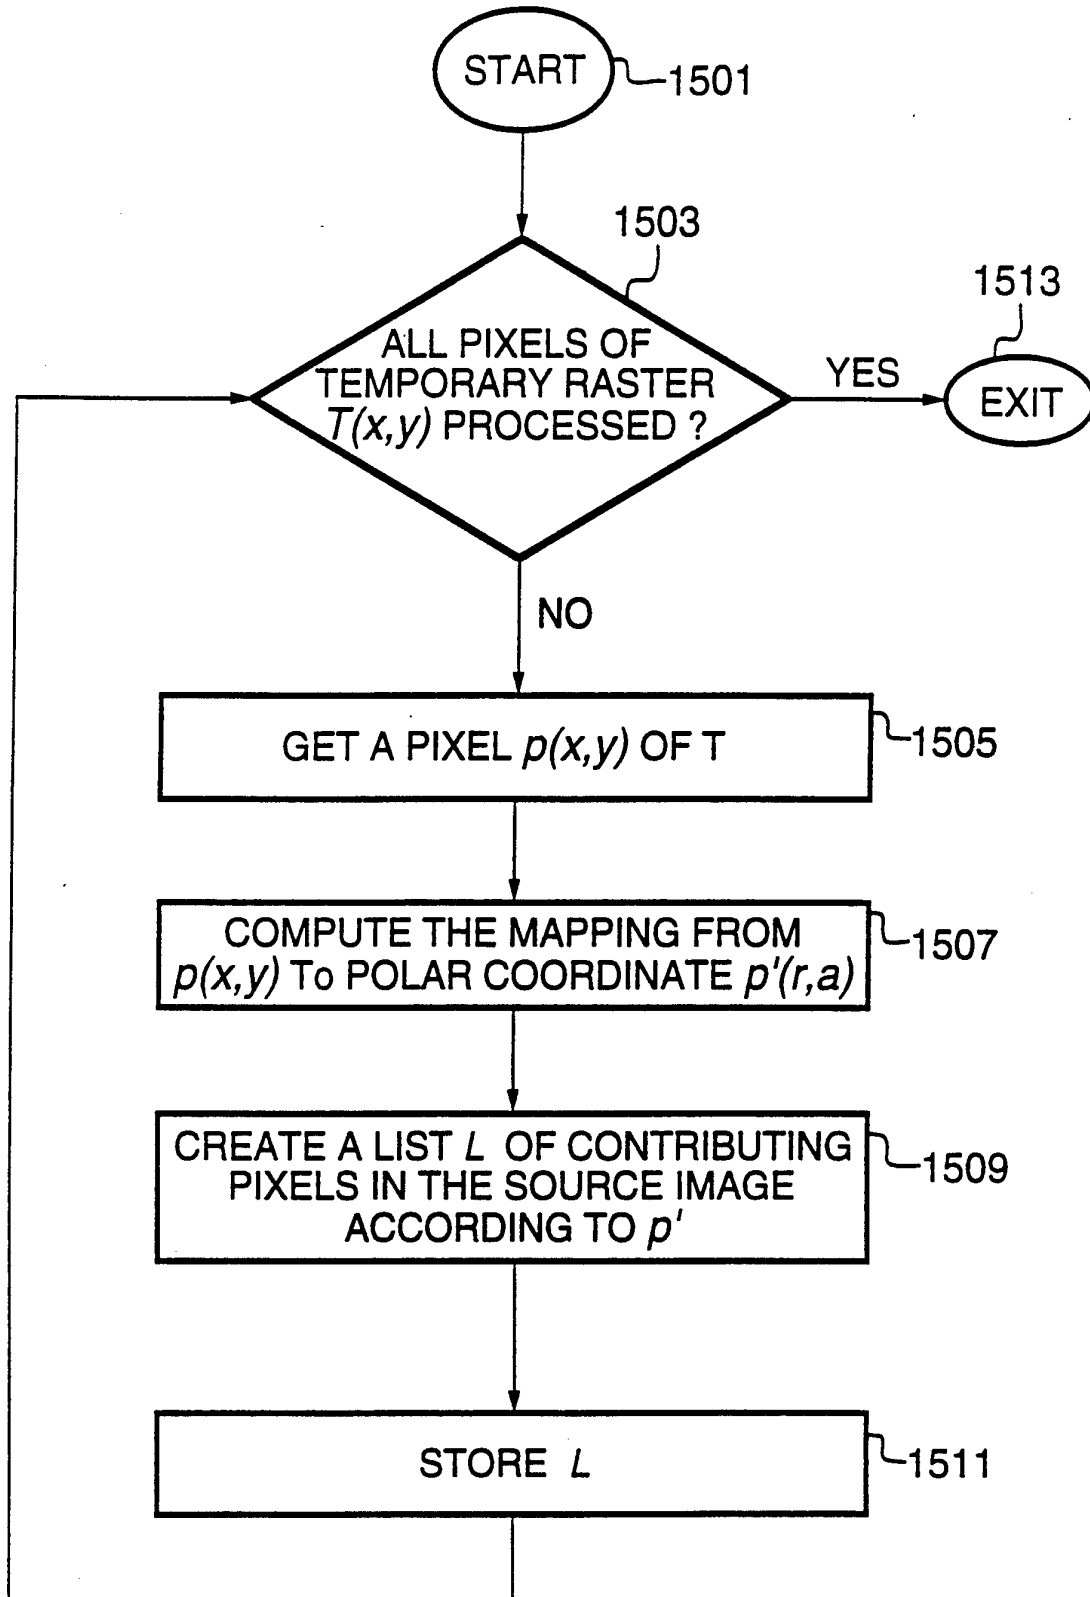 START
1501
1503
1513
ALL PIXELS OF
TEMPORARY RASTER
T(x,y) PROCESSED ?
YES
EXIT
NO
GET A PIXEL p(x,y) OF T
1505
COMPUTE THE MAPPING FROM
p(x,y) To POLAR COORDINATE p'(r,a)
1507
CREATE A LIST L OF CONTRIBUTING
PIXELS IN THE SOURCE IMAGE
ACCORDING TO p'
1509
STORE L
1511